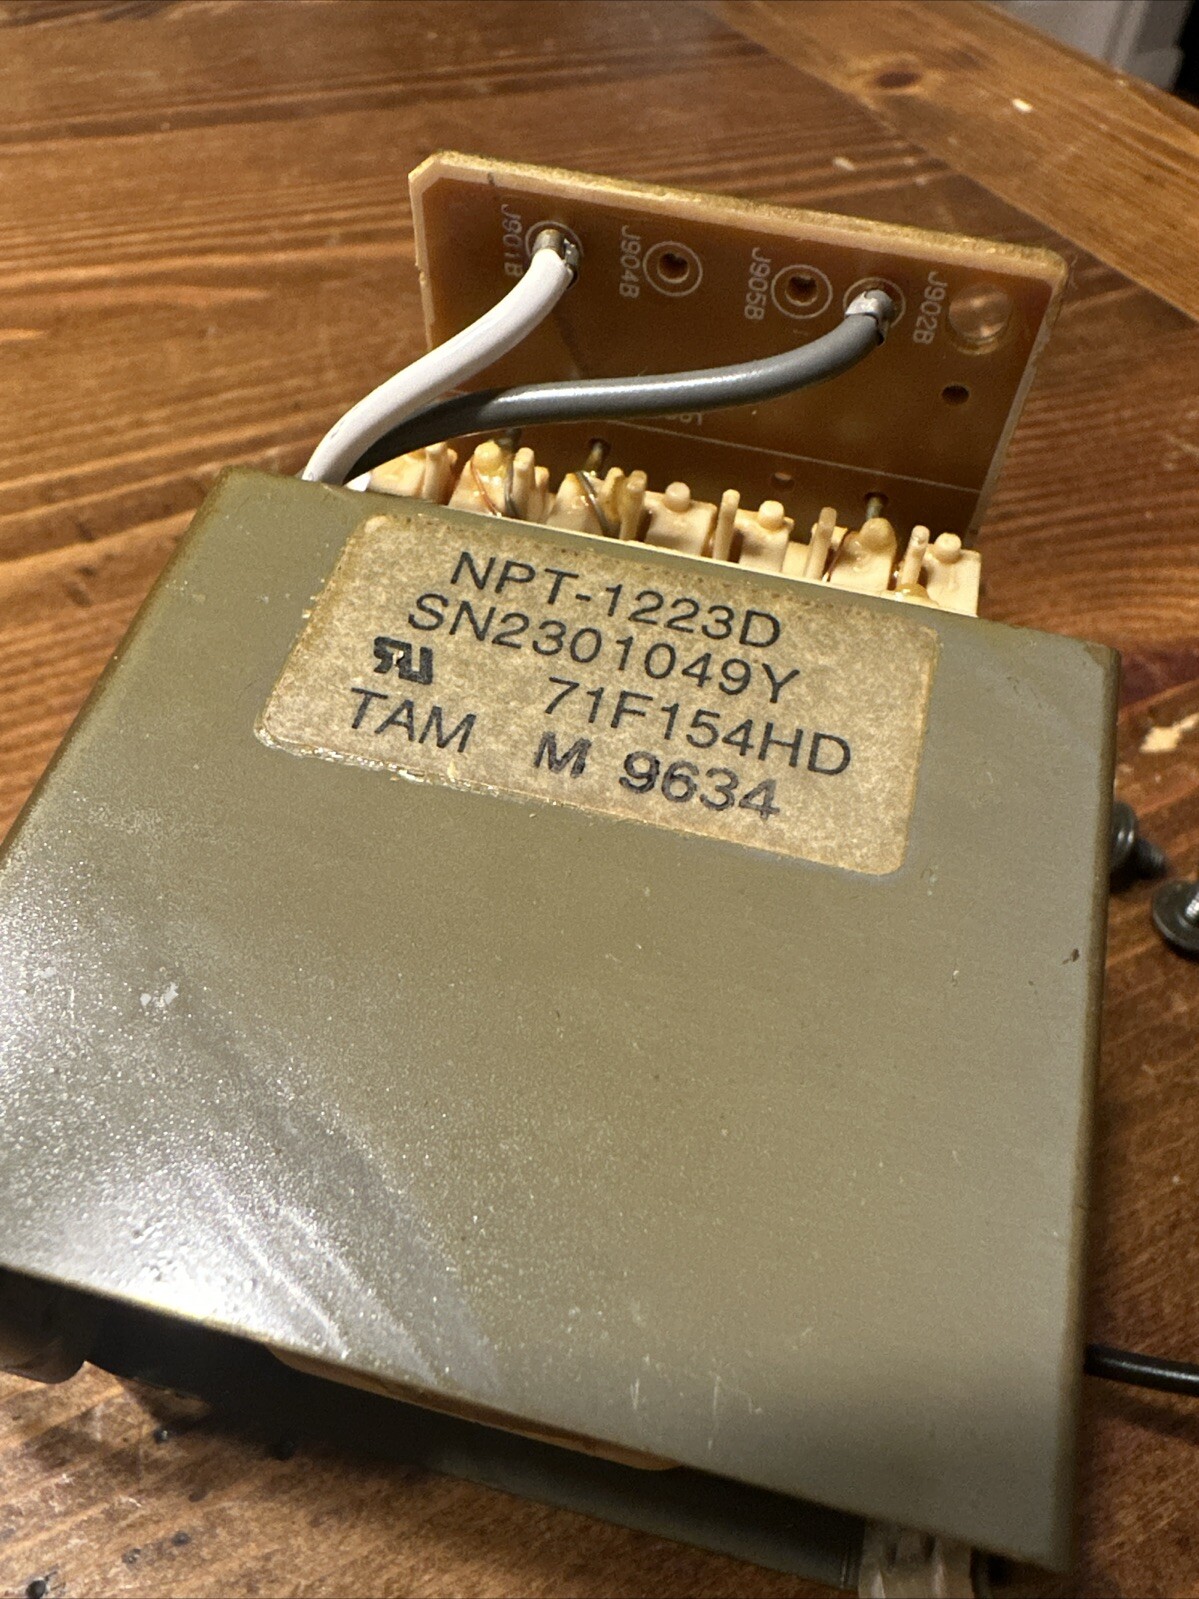 J901B
J904B
J905B
J902B
NPT-1223D
SN2301049Y
71F154HD
TAM M 9634